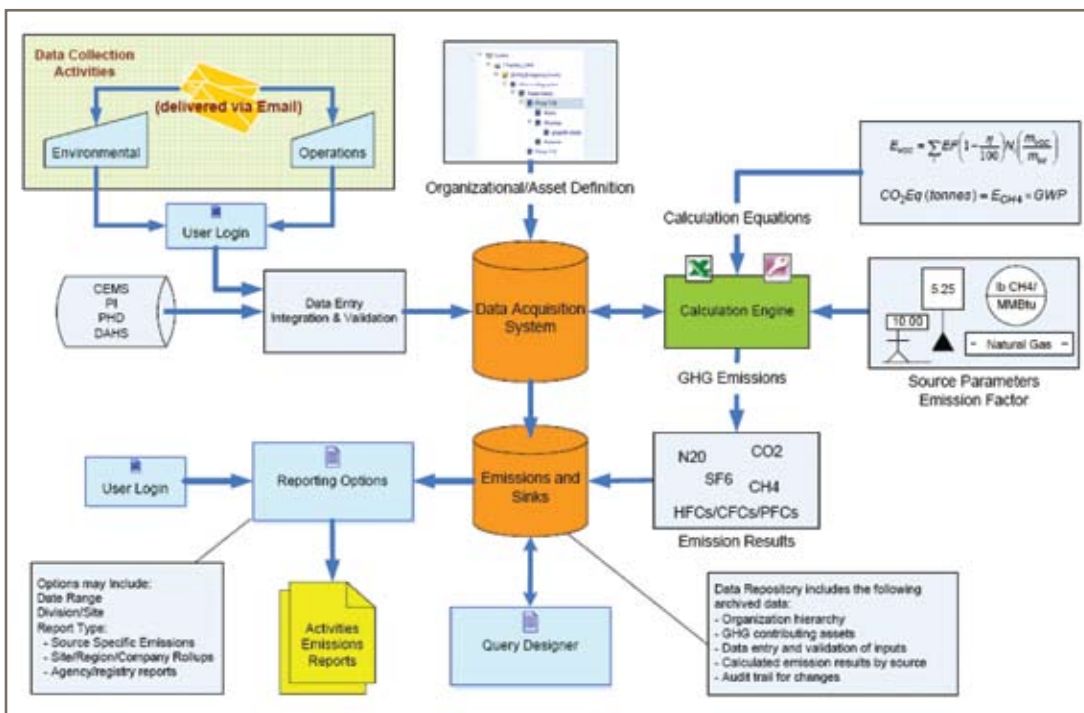 Data Collection
Activities
(delivered via Email)
Environmental
Operations
User Login
CEMS
PI
PHD
DAHS
Data Entry
Integration & Validation
Organizational/Asset Definition
Data Acquisition
System
Calculation Equations
Calculation Engine
CO₂Eq (tonnes) = E_CH4 × GWP
5.25
lb CH4/
MMBtu
10.00
- Natural Gas -
Source Parameters
Emission Factor
GHG Emissions
N20
CO2
SF6
CH4
HFCs/CFCs/PFCs
Emission Results
Emissions and
Sinks
Reporting Options
User Login
Options may Include:
Date Range
Division/Site
Report Type:
- Source Specific Emissions
- Site/Region/Company Rollups
- Agency/registry reports
Activities
Emissions
Reports
Query Designer
Data Repository includes the following
archived data:
- Organization hierarchy
- GHG contributing assets
- Data entry and validation of inputs
- Calculated emission results by source
- Audit trail for changes